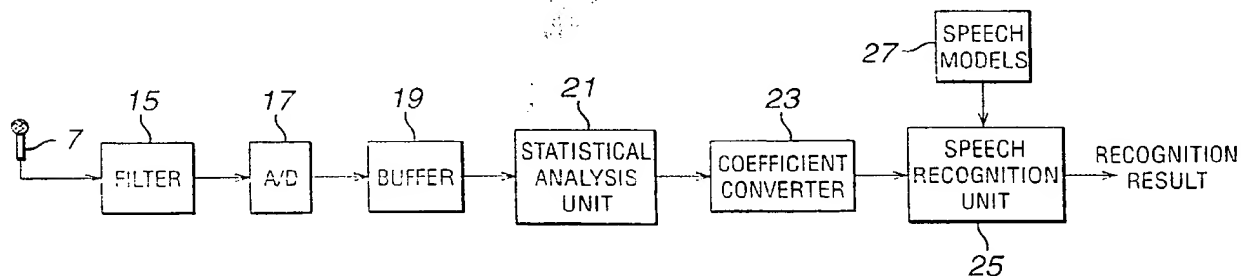 27
SPEECH
MODELS
7
15
17
19
21
23
FILTER
A/D
BUFFER
STATISTICAL
ANALYSIS
UNIT
COEFFICIENT
CONVERTER
SPEECH
RECOGNITION
UNIT
RECOGNITION
RESULT
25